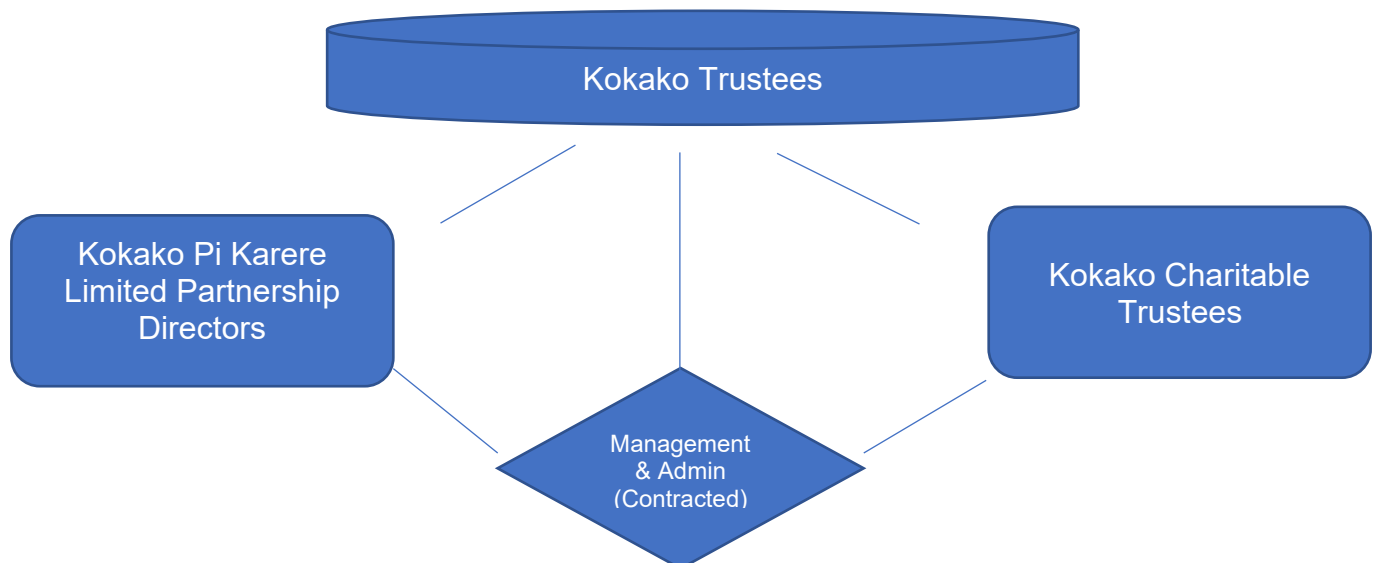 Kokako Trustees
Kokako Pi Karere
Limited Partnership
Directors
Kokako Charitable
Trustees
Management
& Admin
(Contracted)